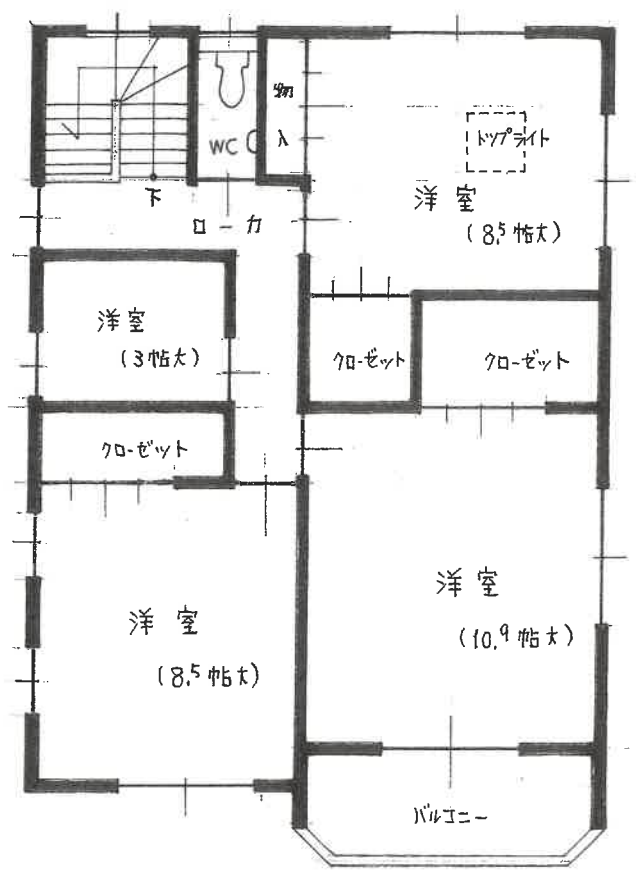 物
入
トップライト
WC
下
ローカ
洋室
(8.5帖大)
洋室
(3帖大)
クローゼット
クローゼット
クローゼット
洋室
(10.9帖大)
洋室
(8.5帖大)
バルコニー